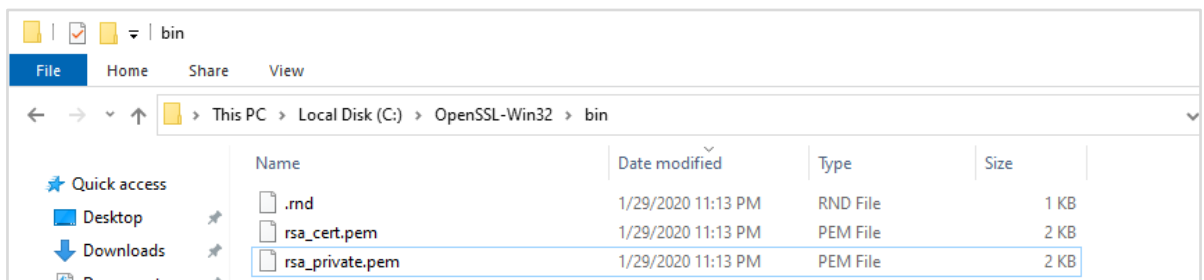 bin
File Home Share View
This PC > Local Disk (C:) > OpenSSL-Win32 > bin
Name Date modified Type Size
Quick access
.rnd 1/29/2020 11:13 PM RND File 1 KB
Desktop
rsa_cert.pem 1/29/2020 11:13 PM PEM File 2 KB
Downloads
rsa_private.pem 1/29/2020 11:13 PM PEM File 2 KB